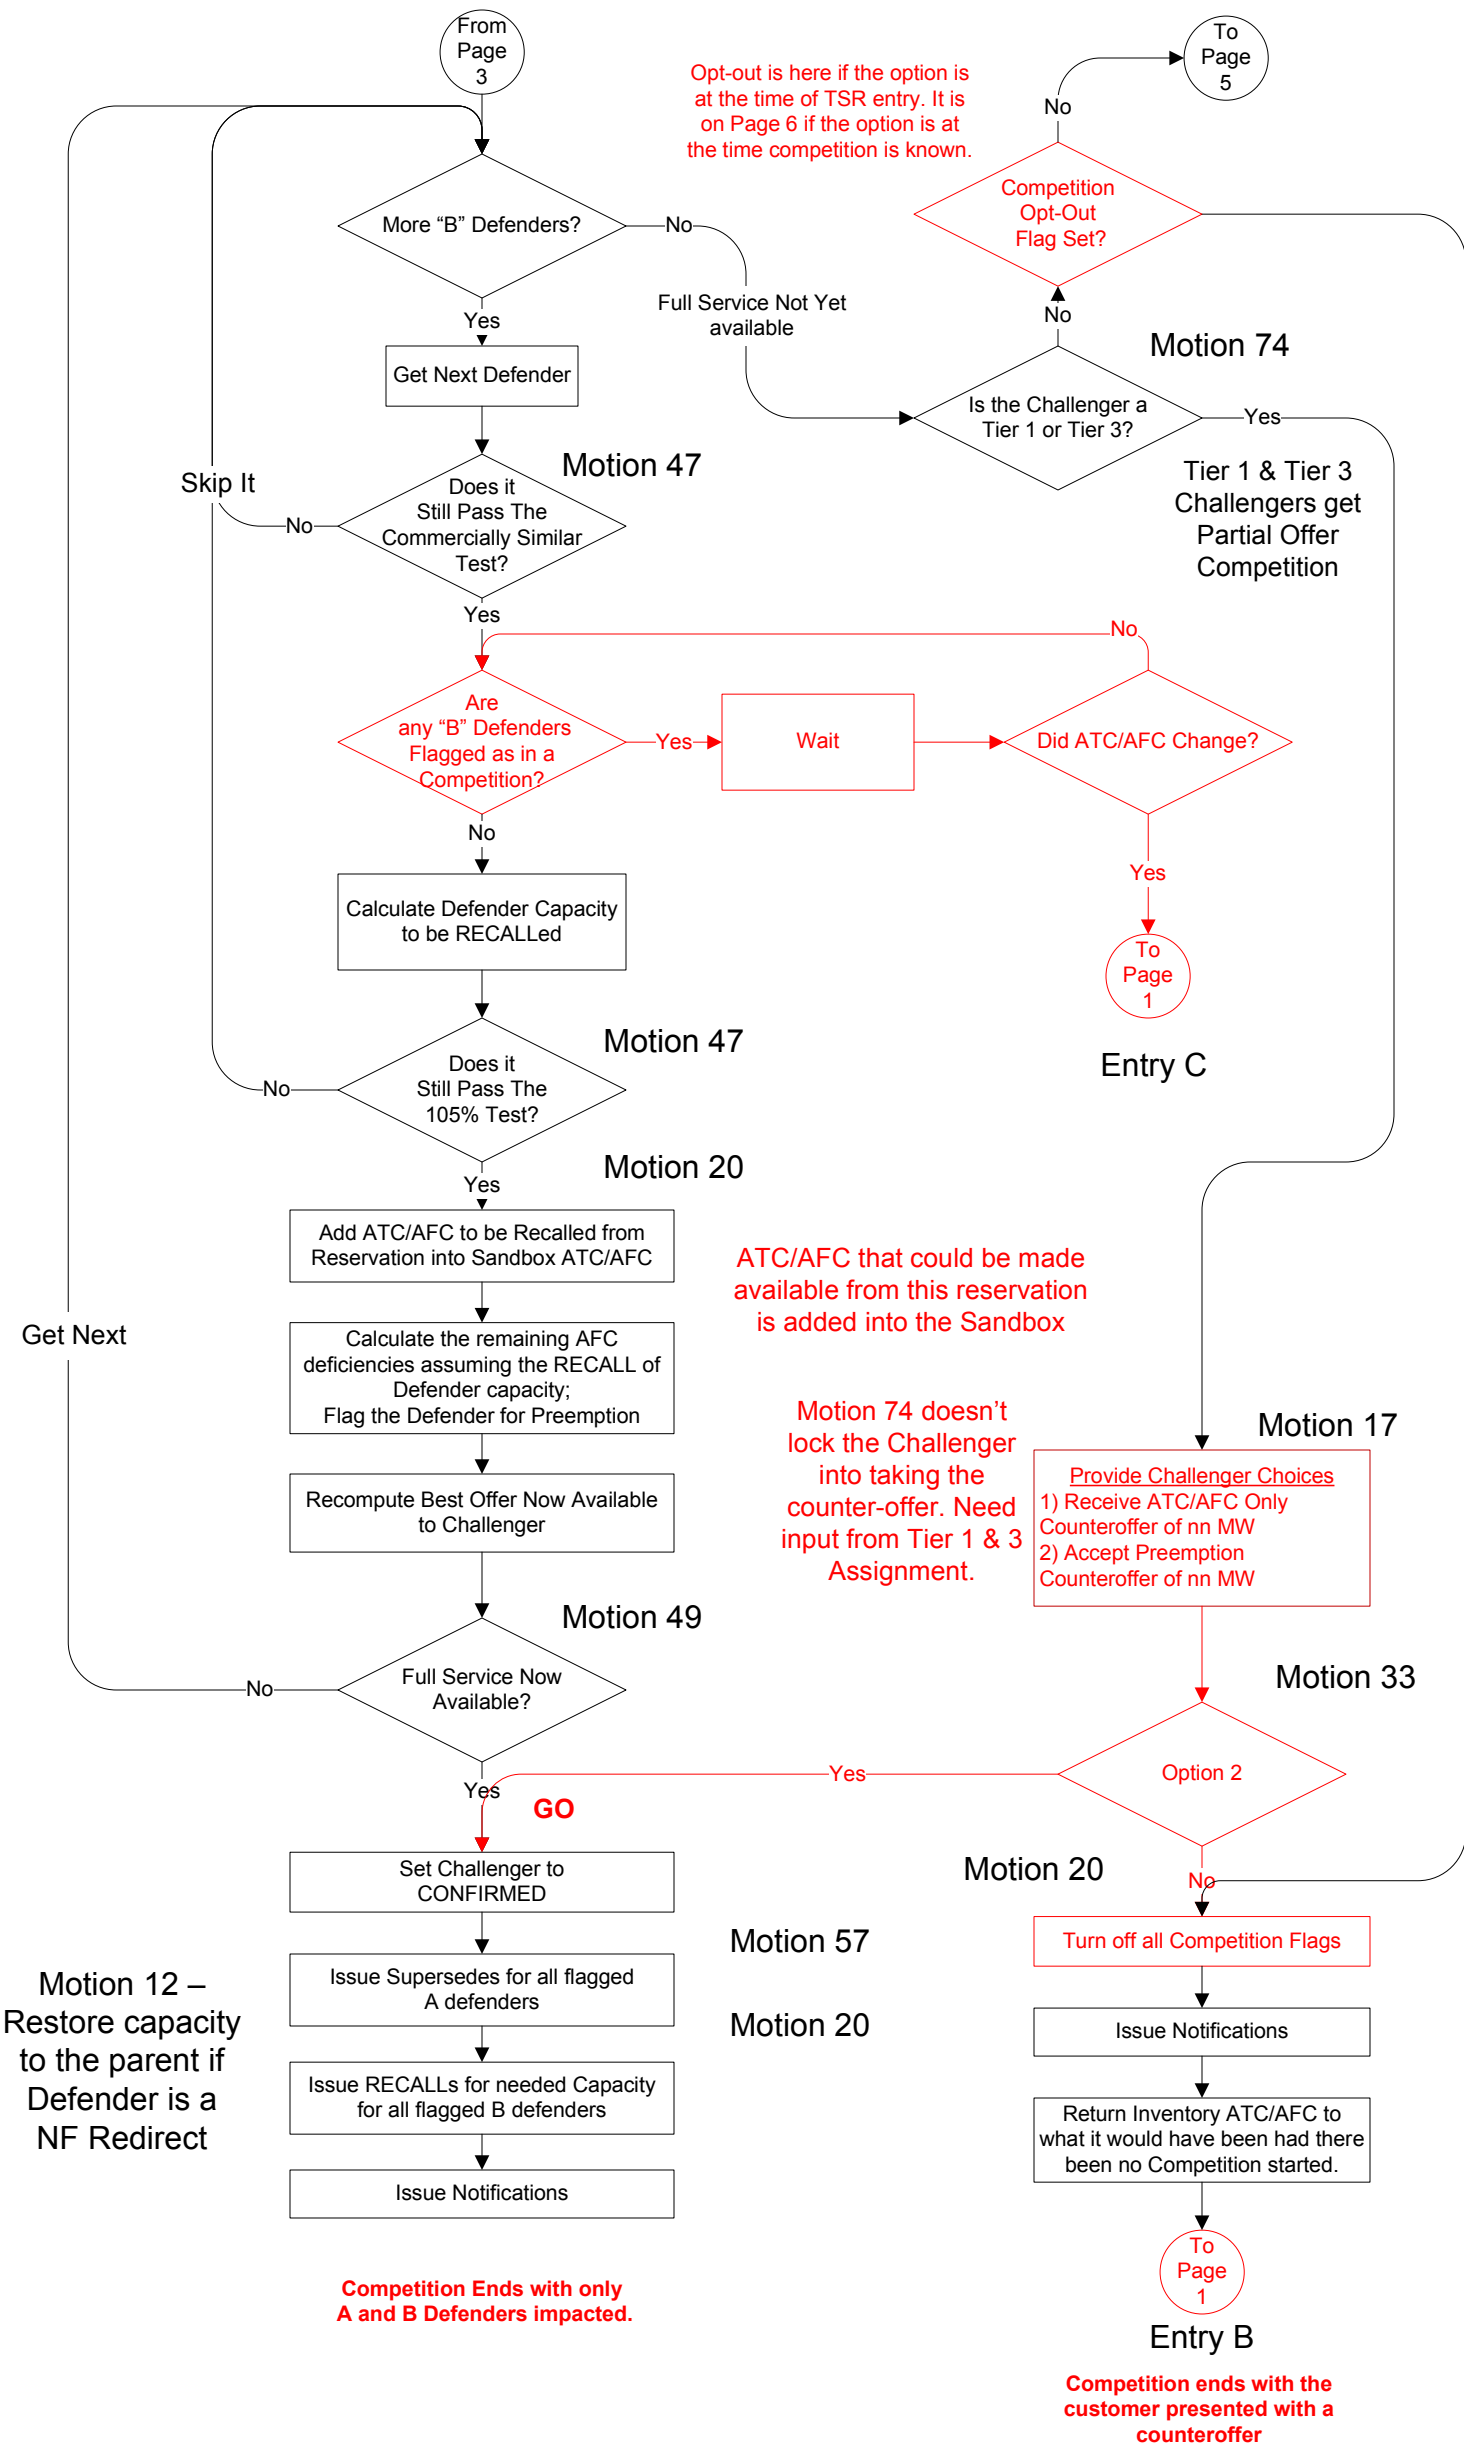 From
Page
3
To
Page
5
Opt-out is here if the option is
at the time of TSR entry. It is
on Page 6 if the option is at
the time competition is known.
No
Competition
Opt-Out
Flag Set?
More “B” Defenders?
No
Full Service Not Yet
available
No
Yes
Motion 74
Get Next Defender
Is the Challenger a
Tier 1 or Tier 3?
Yes
Motion 47
Skip It
Does it
Still Pass The
Commercially Similar
Test?
No
Tier 1 & Tier 3
Challengers get
Partial Offer
Competition
Yes
No
Are
any “B” Defenders
Flagged as in a
Competition?
Yes
Wait
Did ATC/AFC Change?
No
Yes
Calculate Defender Capacity
to be RECALLed
To
Page
1
Motion 47
Entry C
Does it
Still Pass The
105% Test?
No
Motion 20
Yes
Add ATC/AFC to be Recalled from
Reservation into Sandbox ATC/AFC
ATC/AFC that could be made
available from this reservation
is added into the Sandbox
Get Next
Calculate the remaining AFC
deficiencies assuming the RECALL of
Defender capacity;
Flag the Defender for Preemption
Motion 74 doesn’t
lock the Challenger
into taking the
counter-offer. Need
input from Tier 1 & 3
Assignment.
Motion 17
Provide Challenger Choices
1) Receive ATC/AFC Only
Counteroffer of nn MW
2) Accept Preemption
Counteroffer of nn MW
Recompute Best Offer Now Available
to Challenger
Motion 49
Full Service Now
Available?
No
Motion 33
Option 2
Yes
Yes
GO
Set Challenger to
CONFIRMED
Motion 20
No
Motion 57
Turn off all Competition Flags
Issue Supersedes for all flagged
A defenders
Motion 12 –
Restore capacity
to the parent if
Defender is a
NF Redirect
Motion 20
Issue Notifications
Issue RECALLs for needed Capacity
for all flagged B defenders
Return Inventory ATC/AFC to
what it would have been had there
been no Competition started.
Issue Notifications
To
Page
1
Competition Ends with only
A and B Defenders impacted.
Entry B
Competition ends with the
customer presented with a
counteroffer